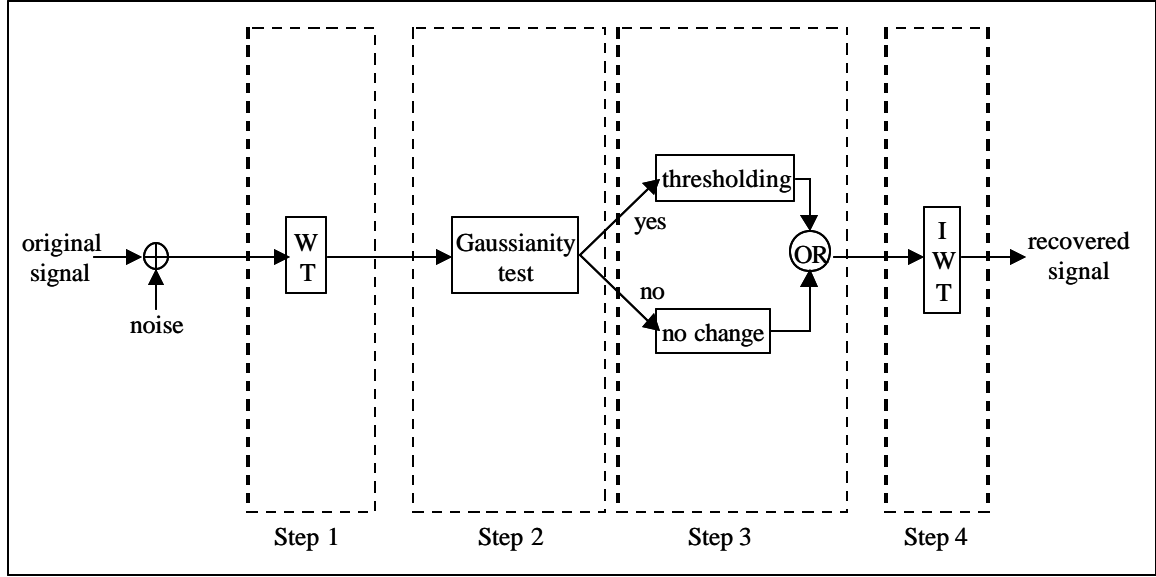 original
signal
noise
W
T
Gaussianity
test
yes
no
thresholding
no change
OR
I
W
T
recovered
signal
Step 1
Step 2
Step 3
Step 4